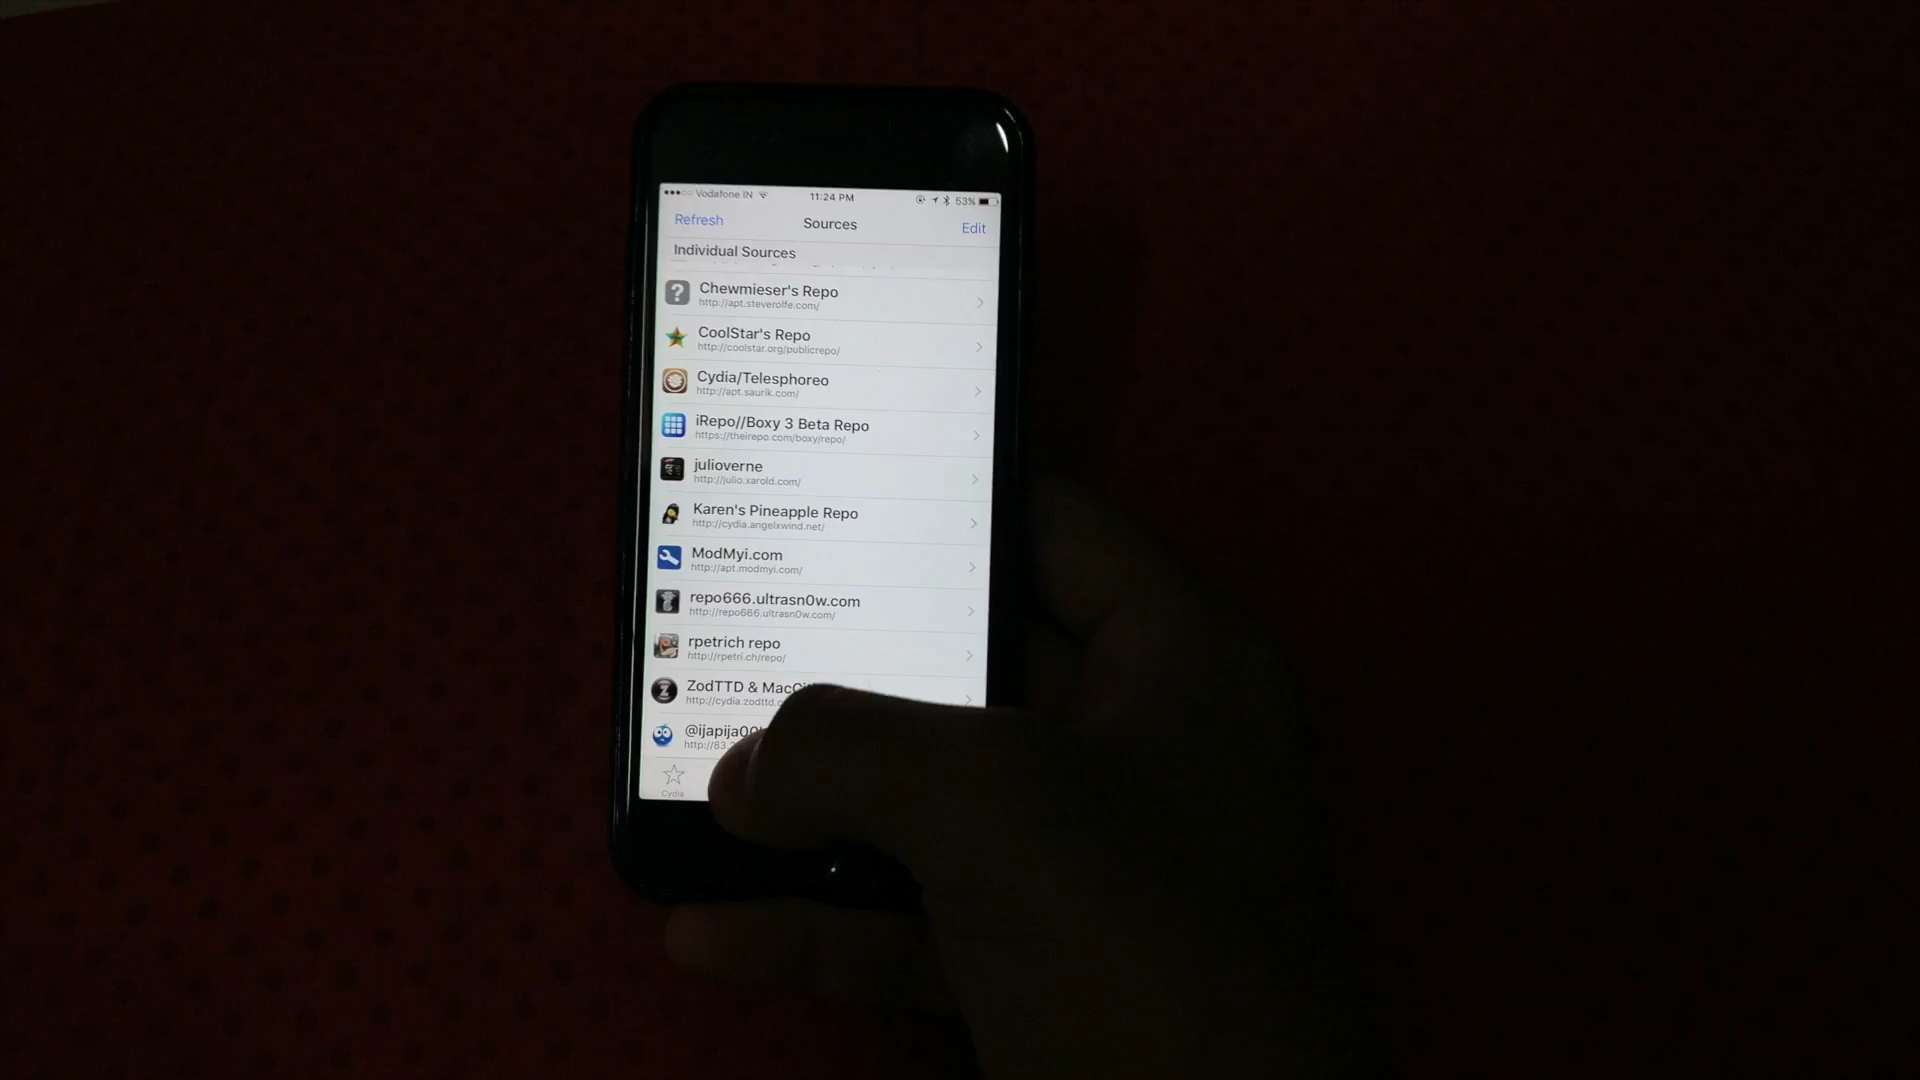 Vodafone IN 11:24 PM 53%
Refresh Sources Edit
Individual Sources
Chewmieser's Repo
http://apt.steverolfe.com/
CoolStar's Repo
http://coolstar.org/publicrepo/
Cydia/Telesphoreo
http://apt.saurik.com/
iRepo//Boxy 3 Beta Repo
https://theirepo.com/boxy/repo/
julioverne
http://julio.xarold.com/
Karen's Pineapple Repo
http://cydia.angelxwind.net/
ModMyi.com
http://apt.modmyi.com/
repo666.ultrasn0w.com
http://repo666.ultrasn0w.com/
rpetrich repo
http://rpetri.ch/repo/
ZodTTD &
http://cydia.zodttd.
http://83.
Cydia